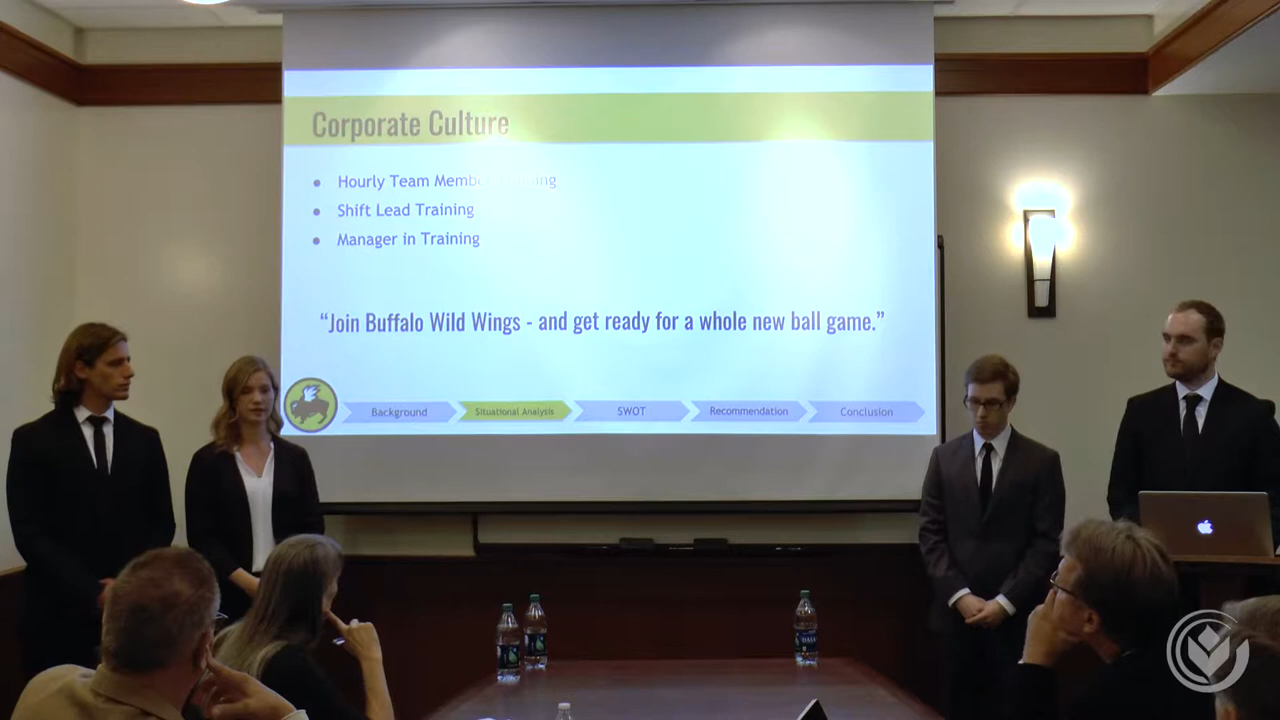 Corporate Culture
● Hourly Team Member Training
● Shift Lead Training
● Manager in Training
“Join Buffalo Wild Wings - and get ready for a whole new ball game.”
Background Situational Analysis SWOT Recommendation Conclusion